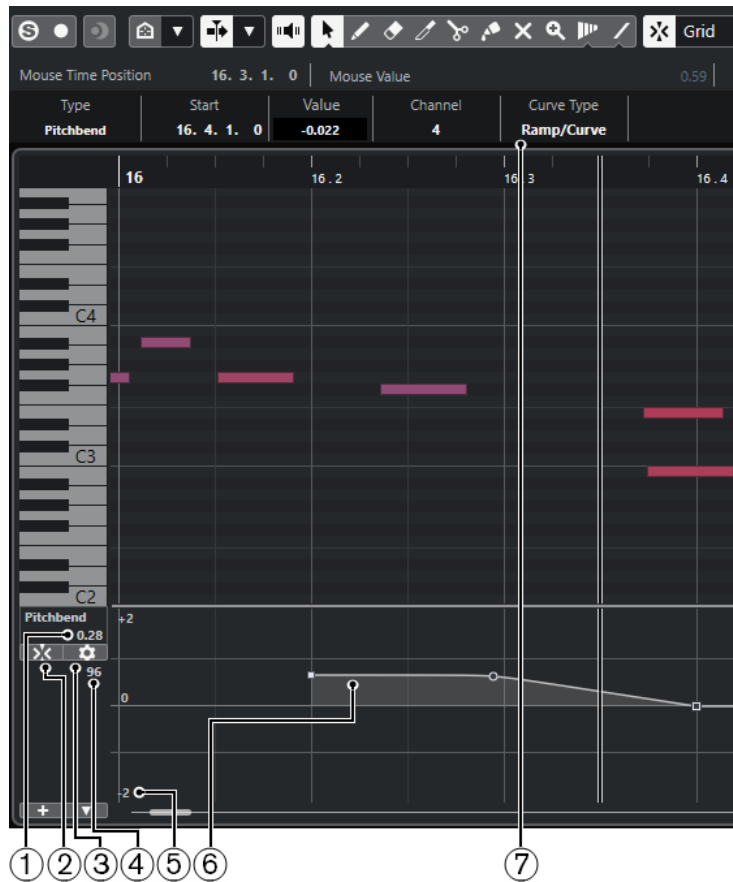 Grid
Mouse Time Position 16. 3. 1. 0 Mouse Value 0.59
Type Start Value Channel Curve Type
Pitchbend 16. 4. 1. 0 -0.022 4 Ramp/Curve
16 16.2 16.3 16.4
C4
C3
C2
Pitchbend +2
0.28
96
0
-2
1 2 3 4 5 6 7